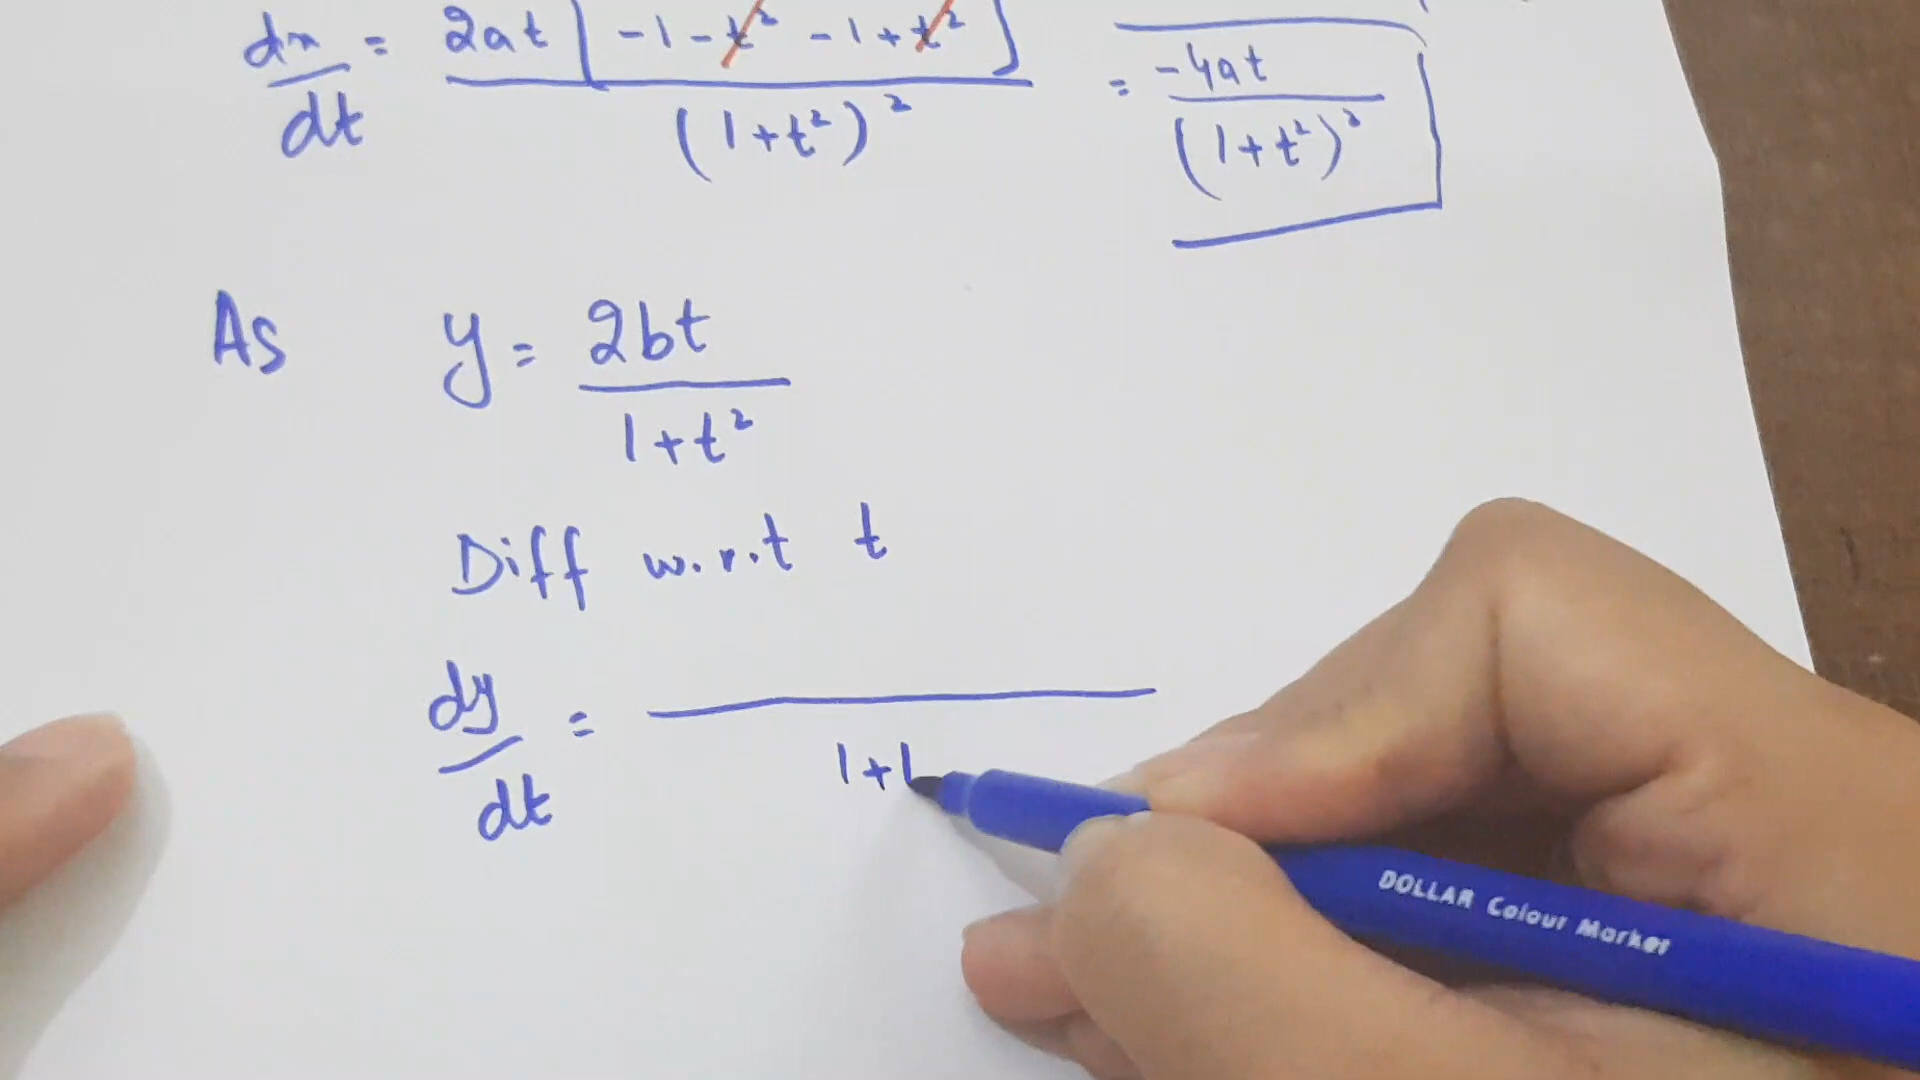 dx/dt = 2at [-1 - t² - 1 + t²] / (1+t²)² = -4at / (1+t²)²
As y = 2bt / 1+t²
Diff w.r.t t
dy/dt = 1+
DOLLAR Colour Marker